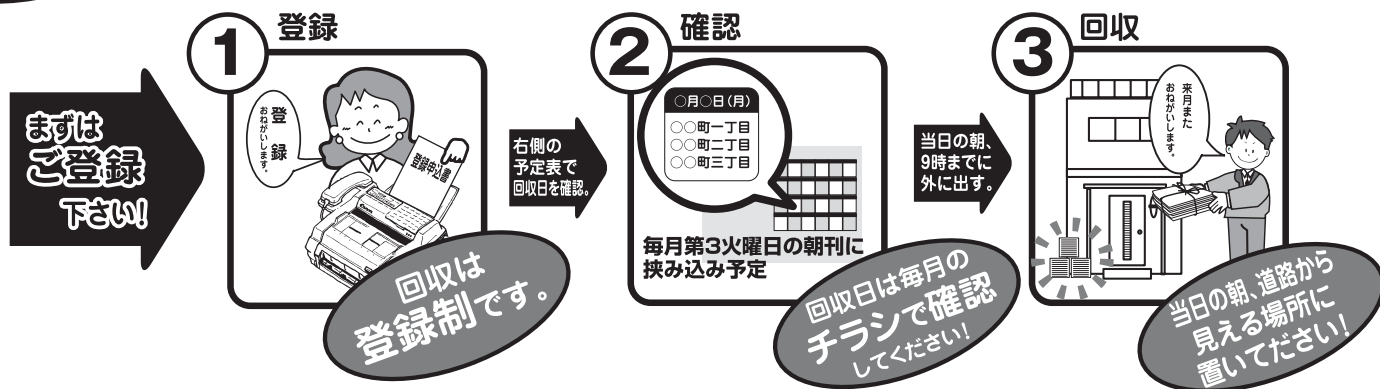 まずは
ご登録
下さい!
1
登録
登録
おねがいします。
登録申込書
回収は
登録制です。
右側の
予定表で
回収日を確認。
2
確認
○月○日(月)
○○町一丁目
○○町二丁目
○○町三丁目
毎月第3火曜日の朝刊に
挟み込み予定
回収日は毎月の
チラシで確認
してください!
当日の朝、
9時までに
外に出す。
3
回収
来月また
おねがいします。
当日の朝、道路から
見える場所に
置いてださい!